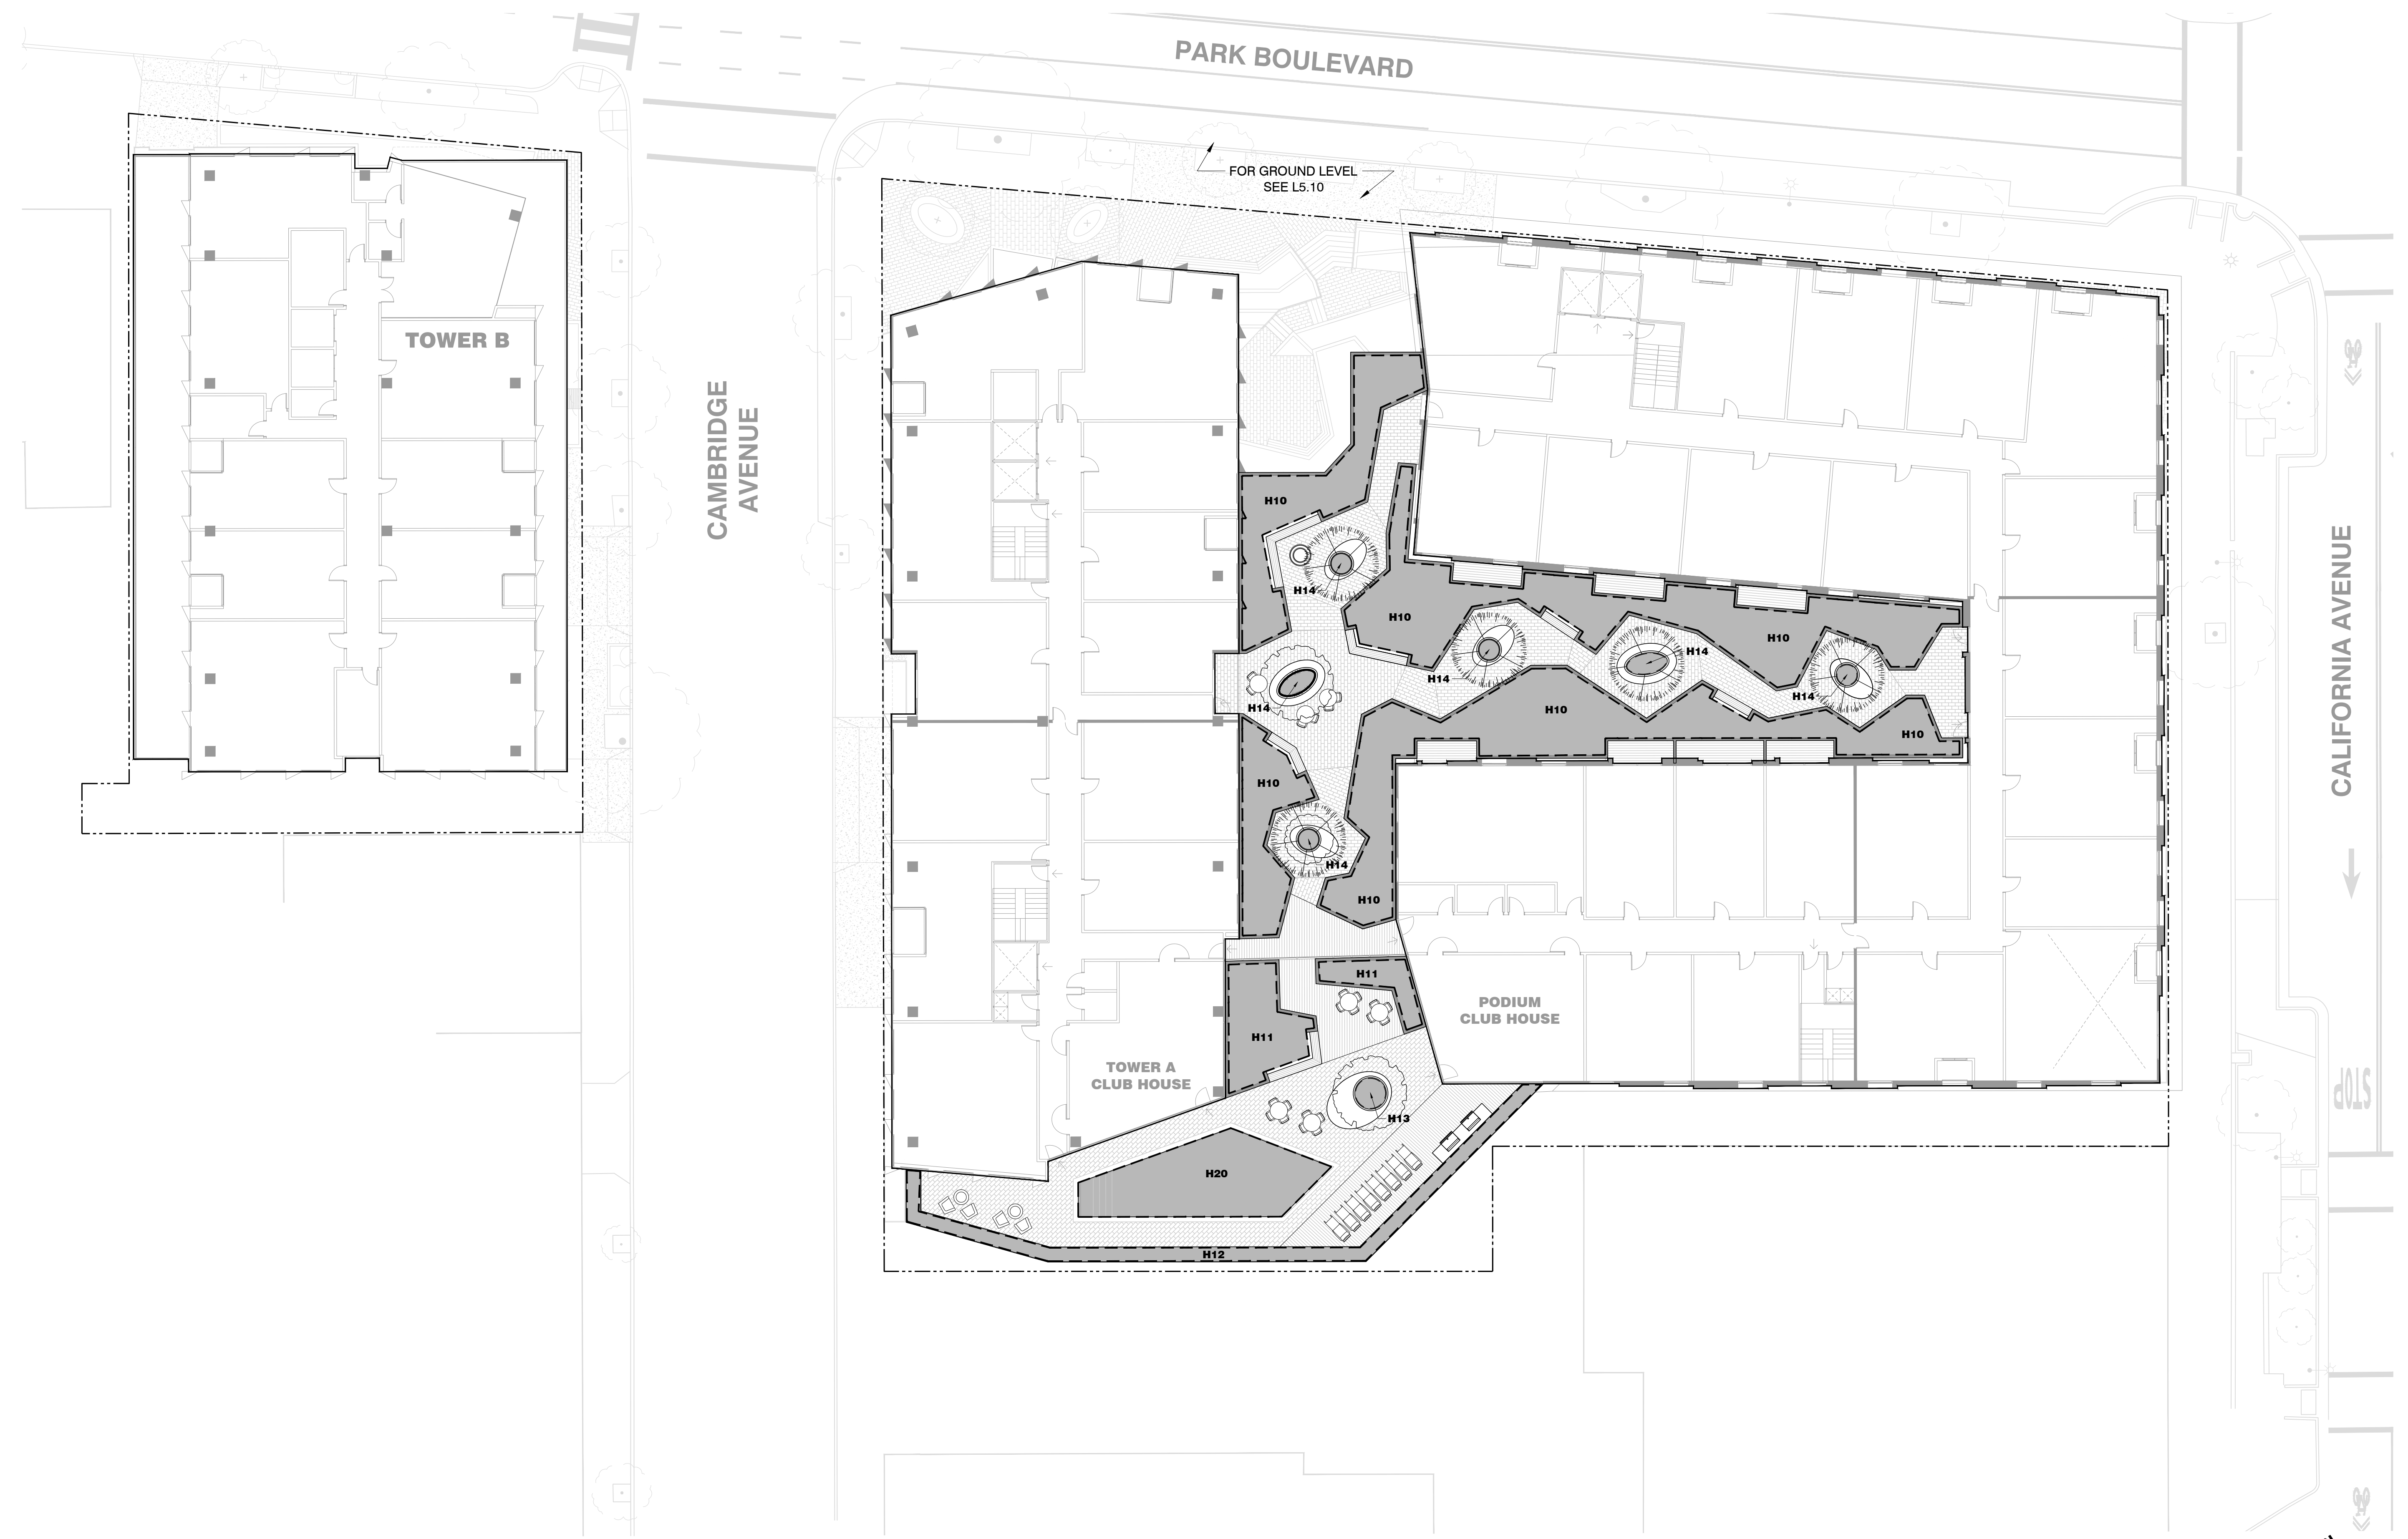 PARK BOULEVARD
FOR GROUND LEVEL
SEE L5.10
TOWER B
CAMBRIDGE
AVENUE
CALIFORNIA AVENUE
H10
H14
H10
H10
H14
H14
H14
H14
H10
H10
H10
H14
H10
H11
H11
PODIUM
CLUB HOUSE
TOWER A
CLUB HOUSE
H13
H20
H12
STOP